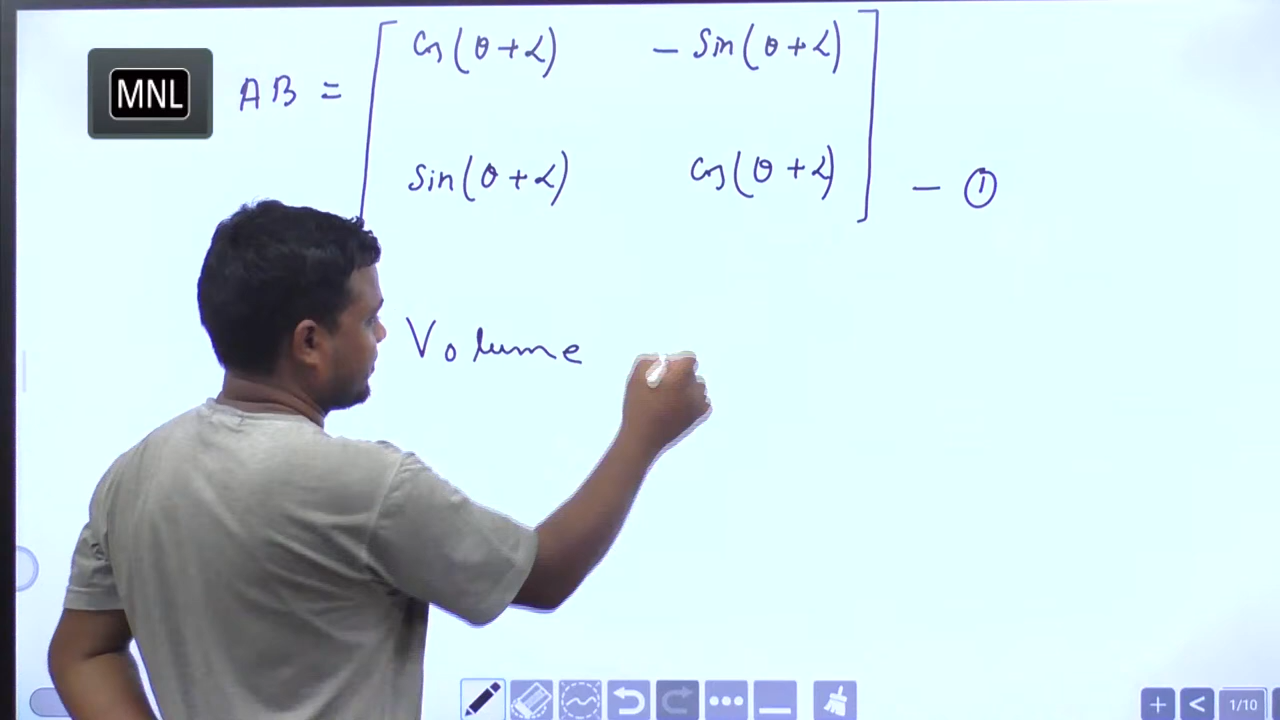 MNL
AB = [ cos(θ+α) - sin(θ+α)
sin(θ+α) cos(θ+α) ] - ①
Volume
1/10